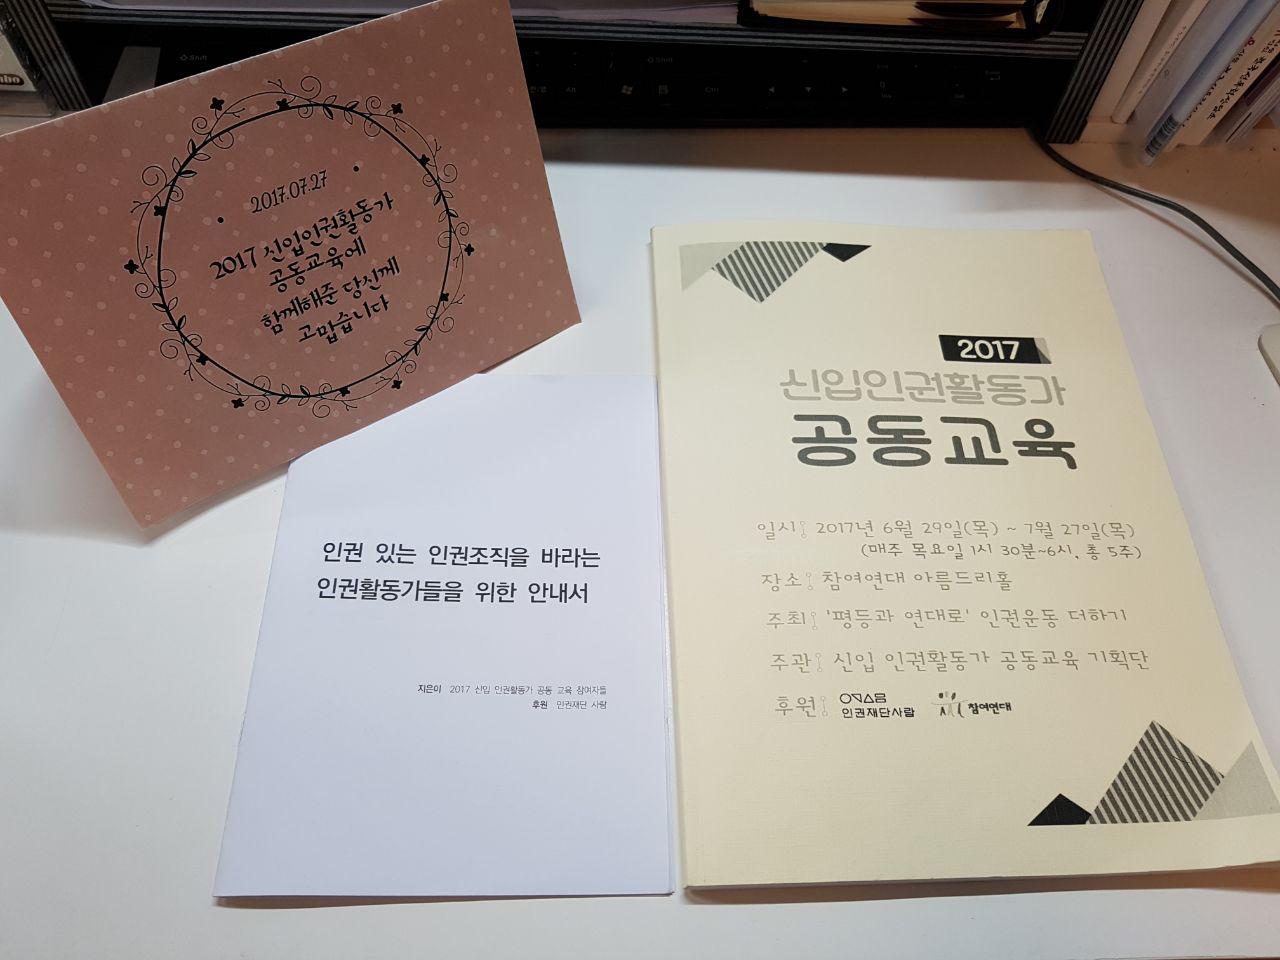 2017.07.27
2017 신입인권활동가
공동교육에
함께해준 당신께
고맙습니다
인권 있는 인권조직을 바라는
인권활동가들을 위한 안내서
지은이 2017 신입 인권활동가 공동 교육 참여자들
후원 인권재단 사람
2017
신입인권활동가
공동교육
일시: 2017년 6월 29일(목) ~ 7월 27일(목)
(매주 목요일 1시 30분~6시, 총 5주)
장소: 참여연대 아름드리홀
주최: '평등과 연대로' 인권운동 더하기
주관: 신입 인권활동가 공동교육 기획단
후원:
인권재단사람
참여연대
Shift
Shift
한/영
Alt
Ctrl